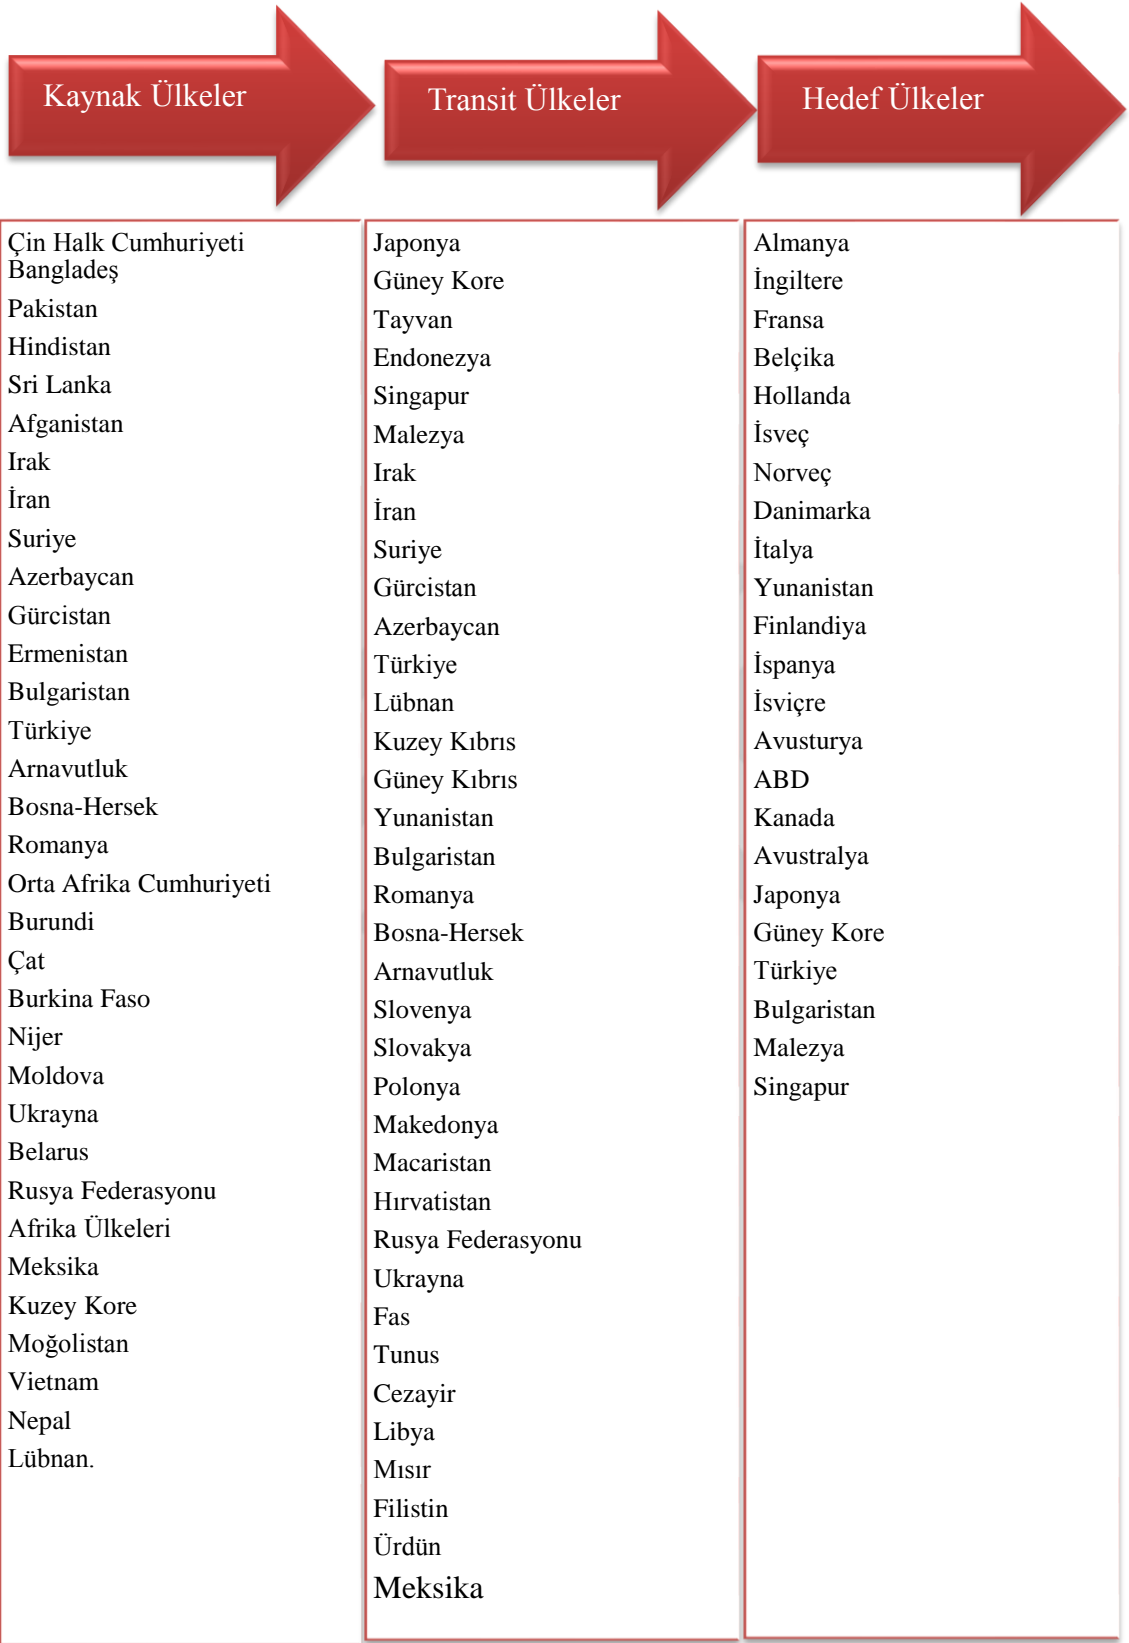 Kaynak Ülkeler
Transit Ülkeler
Hedef Ülkeler
Çin Halk Cumhuriyeti
Bangladeş
Pakistan
Hindistan
Sri Lanka
Afganistan
Irak
İran
Suriye
Azerbaycan
Gürcistan
Ermenistan
Bulgaristan
Türkiye
Arnavutluk
Bosna-Hersek
Romanya
Orta Afrika Cumhuriyeti
Burundi
Çat
Burkina Faso
Nijer
Moldova
Ukrayna
Belarus
Rusya Federasyonu
Afrika Ülkeleri
Meksika
Kuzey Kore
Moğolistan
Vietnam
Nepal
Lübnan.
Japonya
Güney Kore
Tayvan
Endonezya
Singapur
Malezya
Irak
İran
Suriye
Gürcistan
Azerbaycan
Türkiye
Lübnan
Kuzey Kıbrıs
Güney Kıbrıs
Yunanistan
Bulgaristan
Romanya
Bosna-Hersek
Arnavutluk
Slovenya
Slovakya
Polonya
Makedonya
Macaristan
Hırvatistan
Rusya Federasyonu
Ukrayna
Fas
Tunus
Cezayir
Libya
Mısır
Filistin
Ürdün
Meksika
Almanya
İngiltere
Fransa
Belçika
Hollanda
İsveç
Norveç
Danimarka
İtalya
Yunanistan
Finlandiya
İspanya
İsviçre
Avusturya
ABD
Kanada
Avustralya
Japonya
Güney Kore
Türkiye
Bulgaristan
Malezya
Singapur